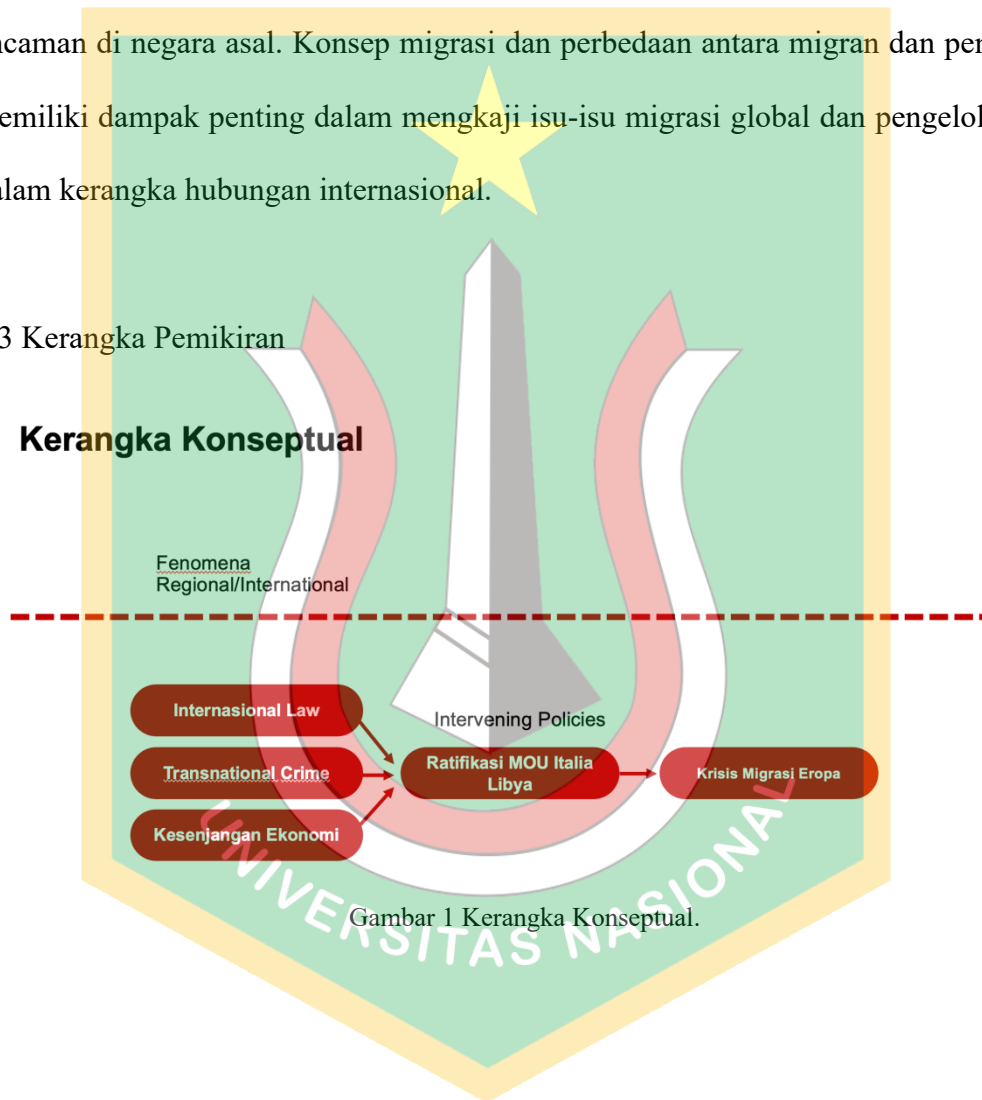 ncaman di negara asal. Konsep migrasi dan perbedaan antara migran dan per
emiliki dampak penting dalam mengkaji isu-isu migrasi global dan pengelol
alam kerangka hubungan internasional.
3 Kerangka Pemikiran
Kerangka Konseptual
Fenomena
Regional/International
Internasional Law
Transnational Crime
Kesenjangan Ekonomi
Intervening Policies
Ratifikasi MOU Italia
Libya
Krisis Migrasi Eropa
Gambar 1 Kerangka Konseptual.
UNIVERSITAS NASIONAL